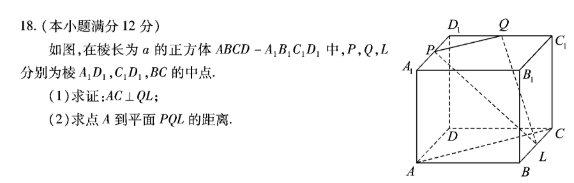 18.(本小题满分 12 分)
如图,在棱长为 a 的正方体 ABCD - A₁B₁C₁D₁ 中,P,Q,L
分别为棱 A₁D₁,C₁D₁,BC 的中点.
(1)求证:AC⊥QL;
(2)求点 A 到平面 PQL 的距离.
D₁ Q C₁
P
A₁ B₁
D C
L
A B